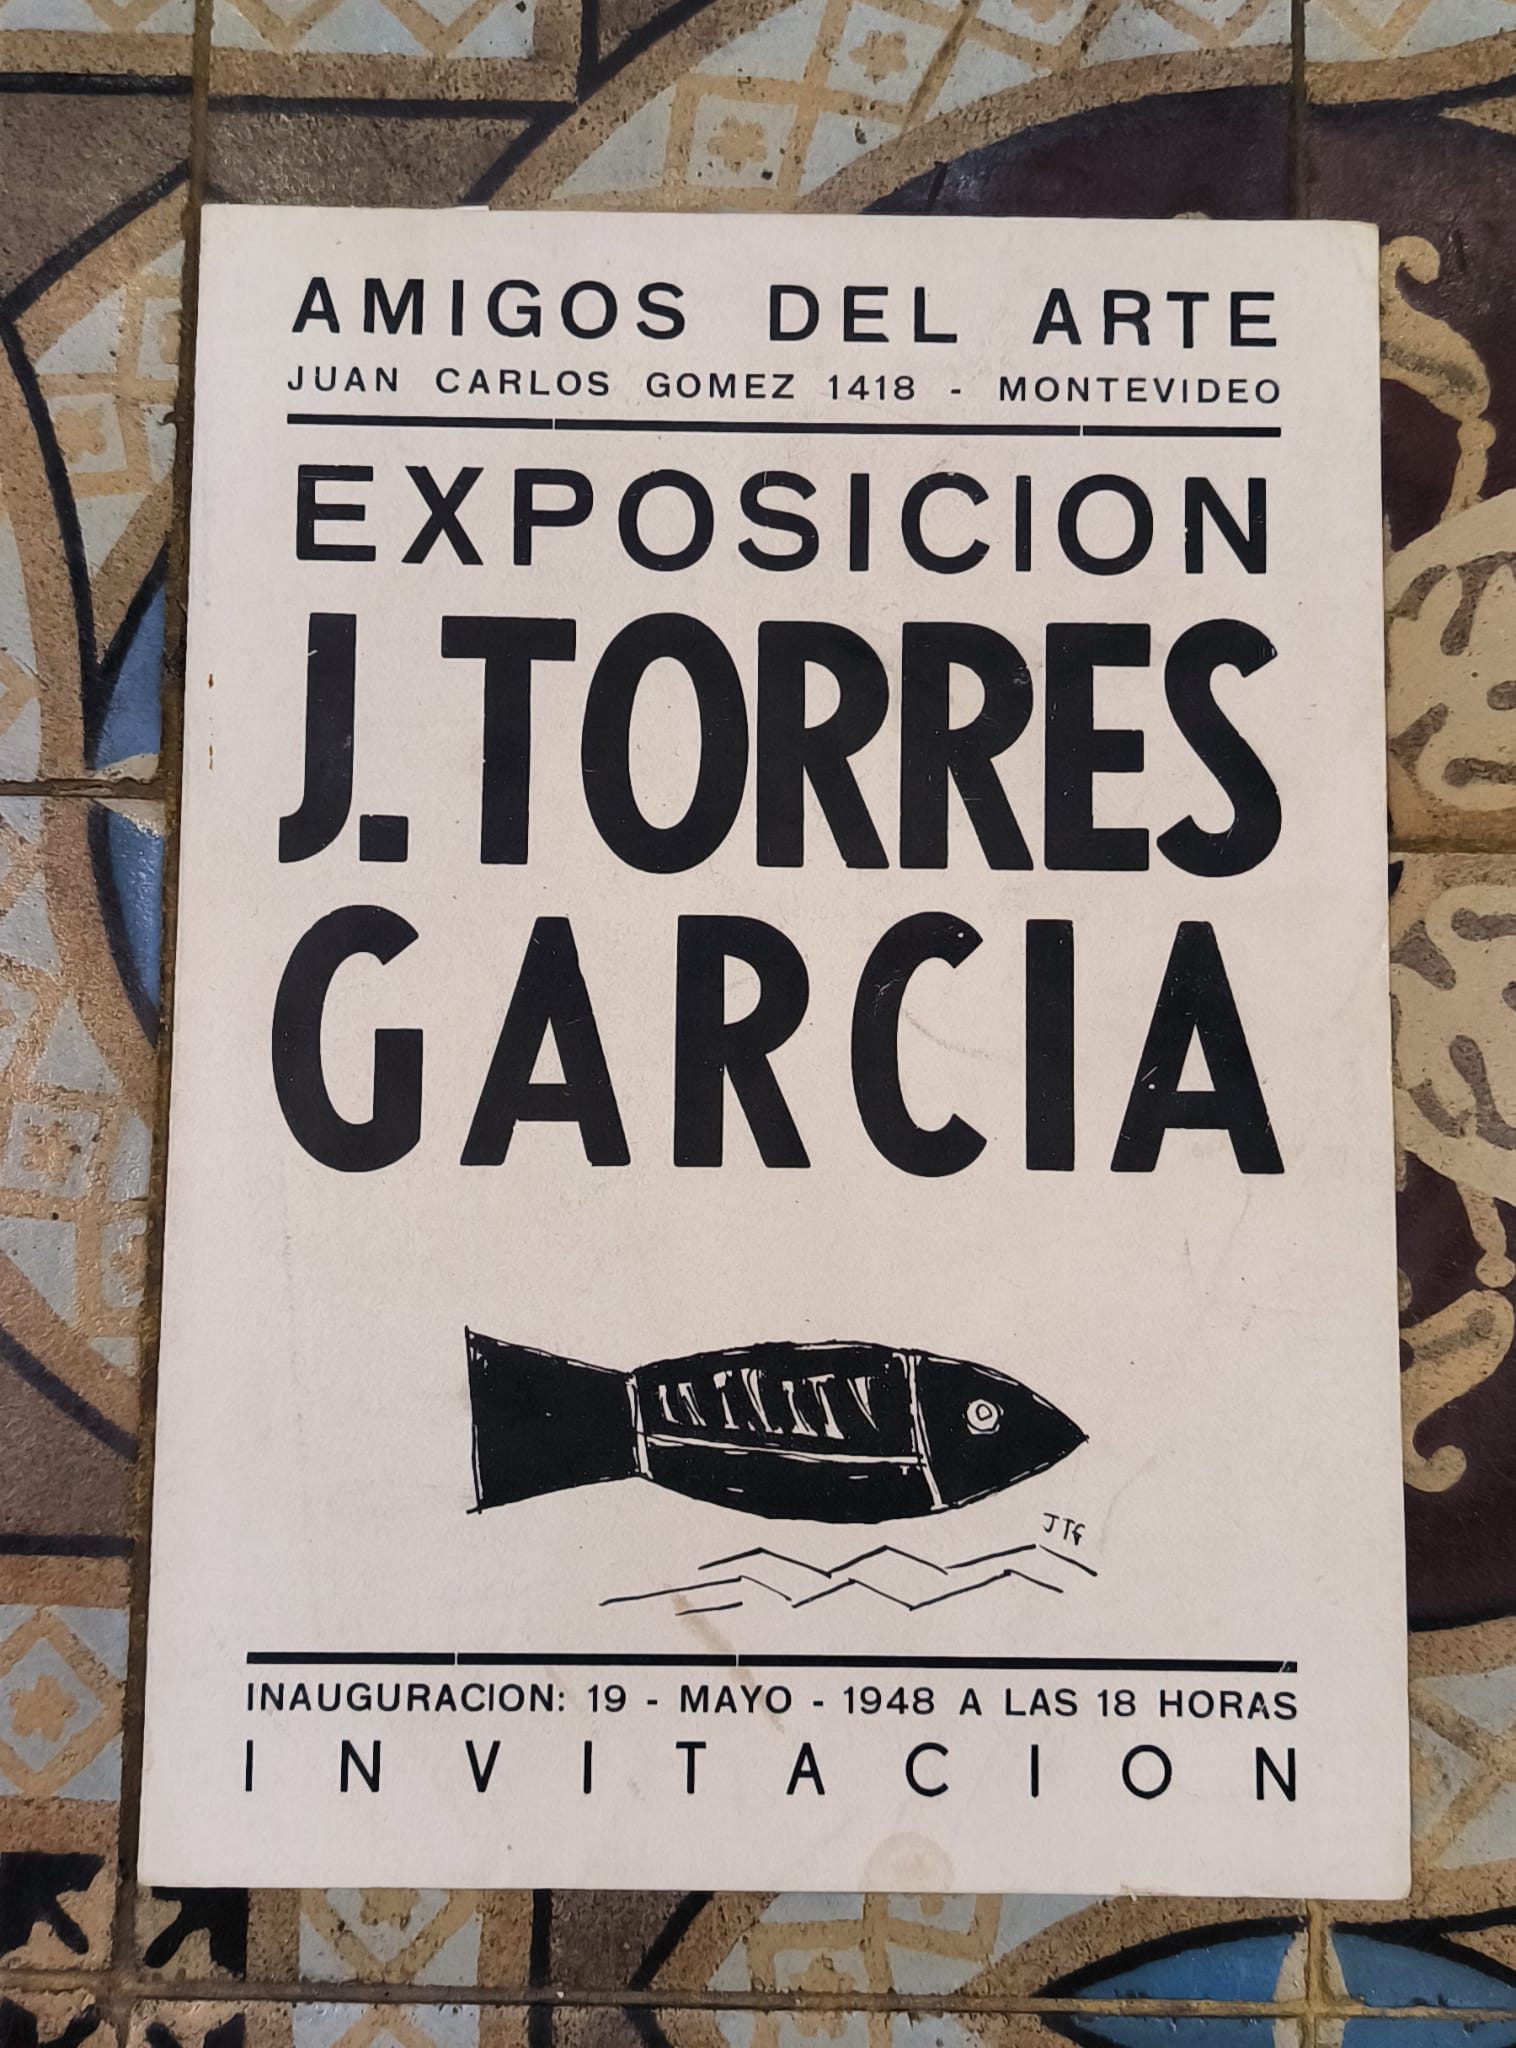 AMIGOS DEL ARTE
JUAN CARLOS GOMEZ 1418 - MONTEVIDEO
EXPOSICION
J. TORRES
GARCIA
JTG
INAUGURACION: 19 - MAYO - 1948 A LAS 18 HORAS
INVITACION